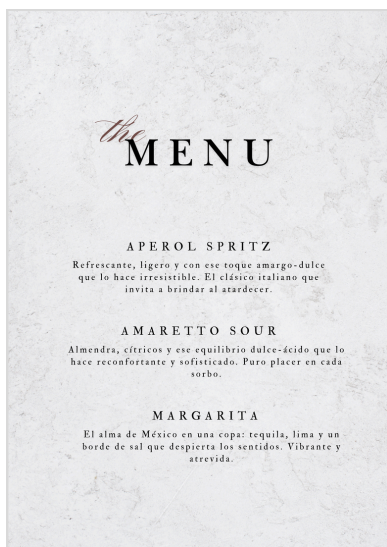 the
MENU
APEROL SPRITZ
Refrescante, ligero y con ese toque amargo-dulce
que lo hace irresistible. El clásico italiano que
invita a brindar al atardecer.
AMARETTO SOUR
Almendra, cítricos y ese equilibrio dulce-ácido que lo
hace reconfortante y sofisticado. Puro placer en cada
sorbo.
MARGARITA
El alma de México en una copa: tequila, lima y un
borde de sal que despierta los sentidos. Vibrante y
atrevida.